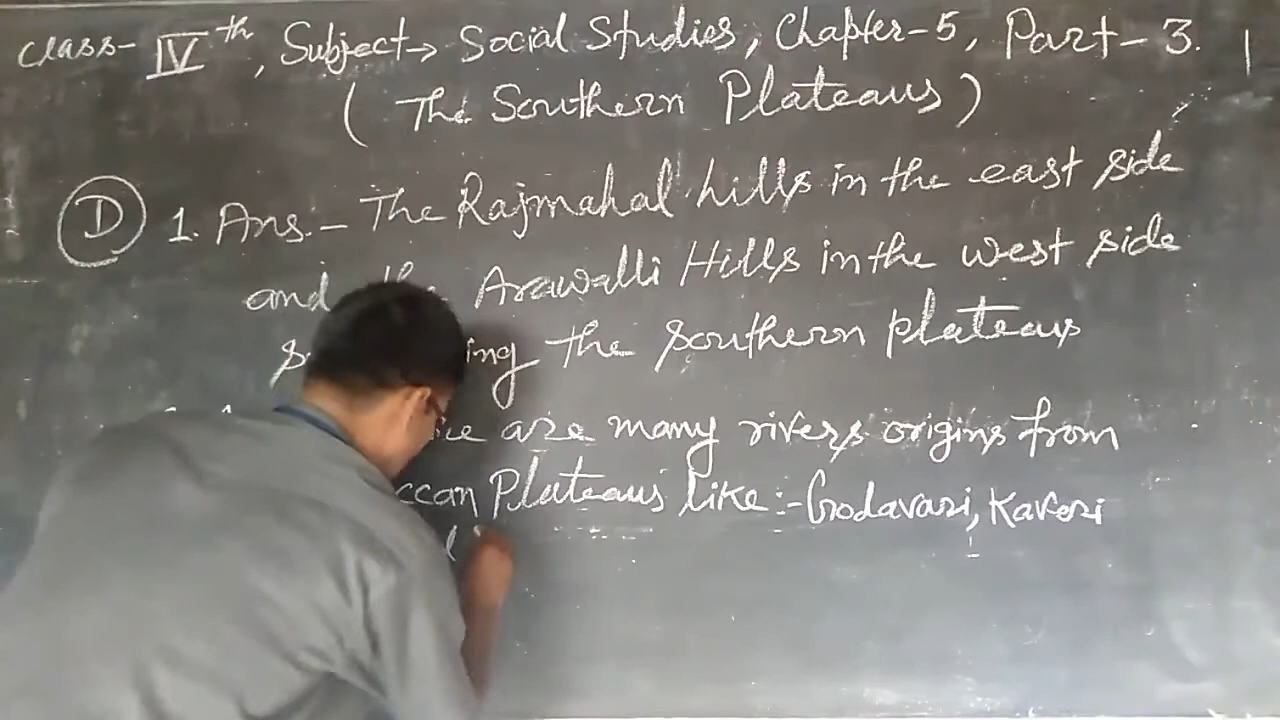 Class- IVth, Subject→ Social Studies, Chapter-5, Part-3.
(The Southern Plateaus)
D 1. Ans:- The Rajmahal hills in the east side
and Arawalli Hills in the west side
the southern plateaus
are many rivers origins from
Plateaus like:- Godavari, Kaveri